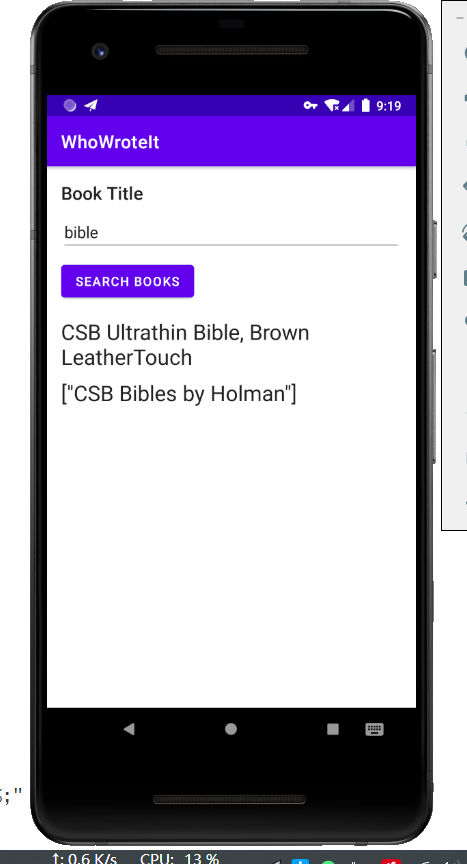 9:19
WhoWroteIt
Book Title
bible
SEARCH BOOKS
CSB Ultrathin Bible, Brown
LeatherTouch
["CSB Bibles by Holman"]
;"
↑: 0.6 K/s CPU: 13 %